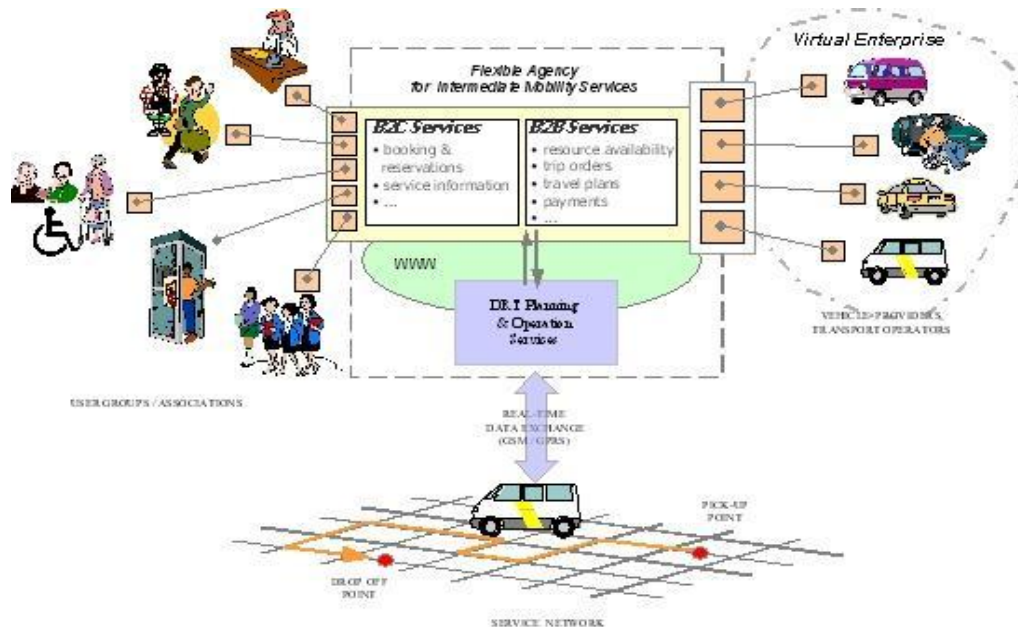 Virtual Enterprise
Flexible Agency
for Intermediate Mobility Services
B2C Services
• booking &
reservations
• service information
• ...
B2B Services
• resource availability
• trip orders
• travel plans
• payments
• ...
WWW
DRT Planning
& Operation
Services
VEHICLE-PROVIDERS,
TRANSPORT OPERATORS
USER GROUPS / ASSOCIATIONS
REAL-TIME
DATA EXCHANGE
(GSM / GPRS)
PICK-UP
POINT
DROP OFF
POINT
SERVICE NETWORK